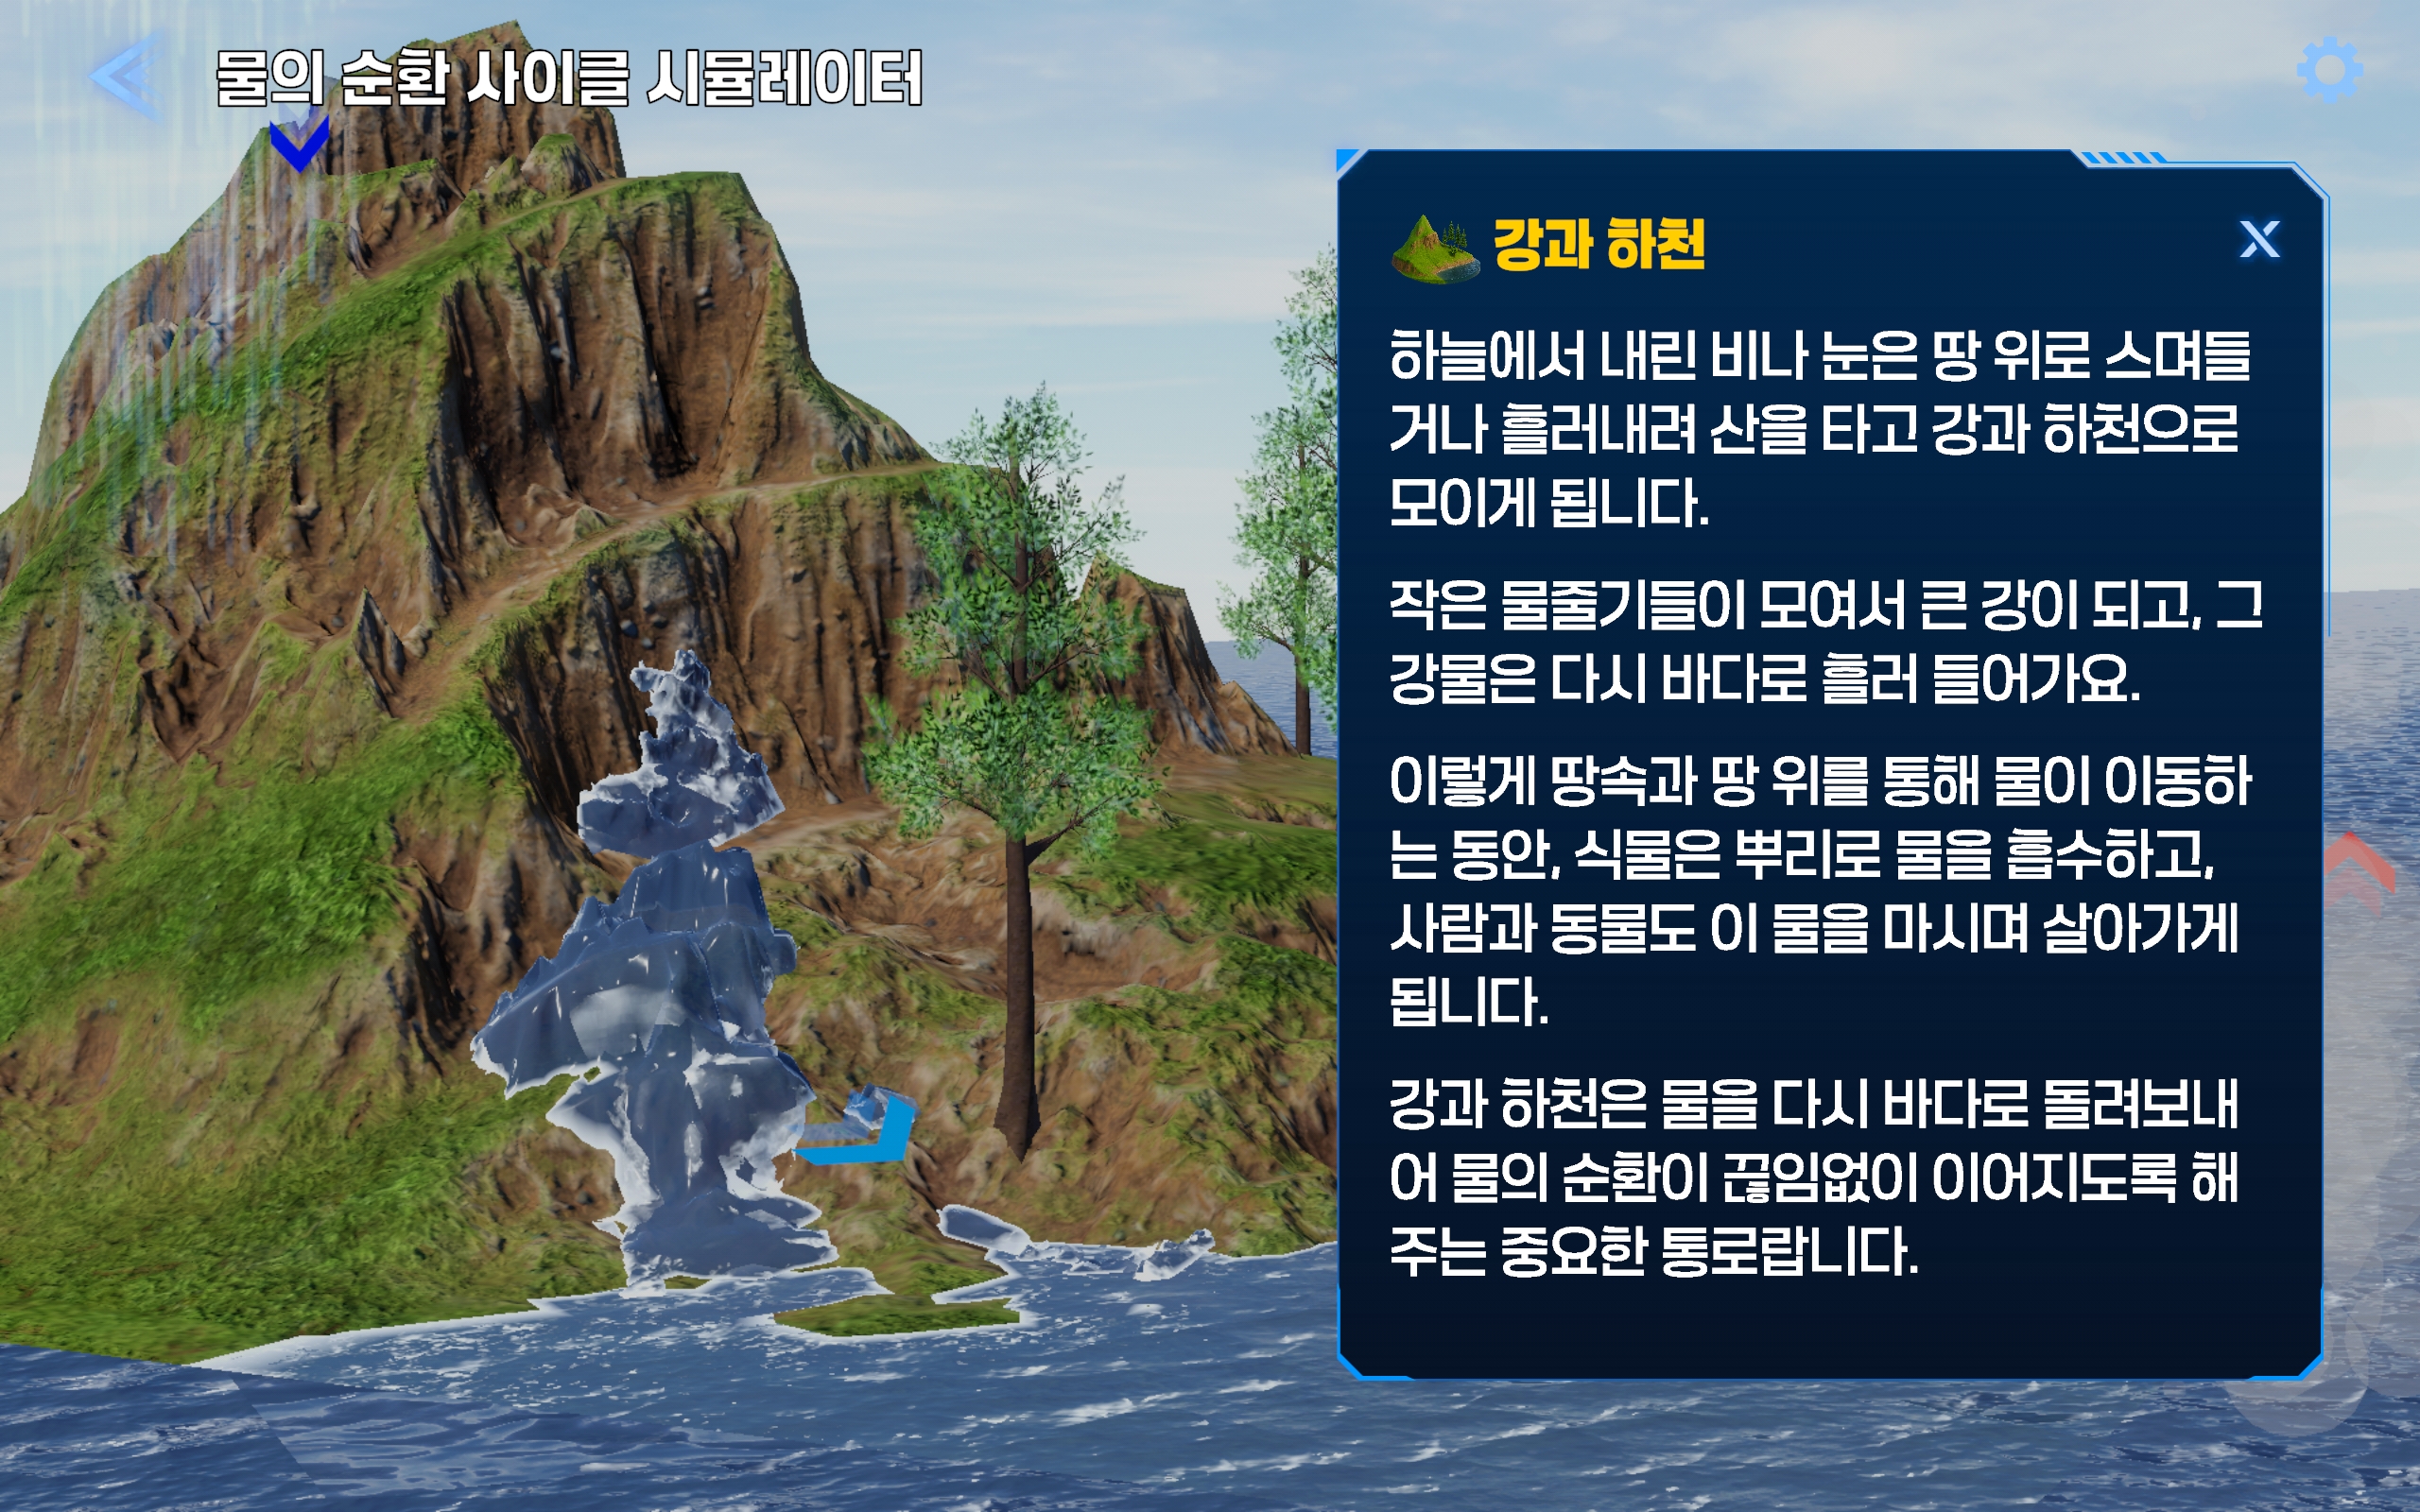 물의 순환 사이클 시뮬레이터
강과 하천
하늘에서 내린 비나 눈은 땅 위로 스며들
거나 흘러내려 산을 타고 강과 하천으로
모이게 됩니다.
작은 물줄기들이 모여서 큰 강이 되고, 그
강물은 다시 바다로 흘러 들어가요.
이렇게 땅속과 땅 위를 통해 물이 이동하
는 동안, 식물은 뿌리로 물을 흡수하고,
사람과 동물도 이 물을 마시며 살아가게
됩니다.
강과 하천은 물을 다시 바다로 돌려보내
어 물의 순환이 끊임없이 이어지도록 해
주는 중요한 통로랍니다.